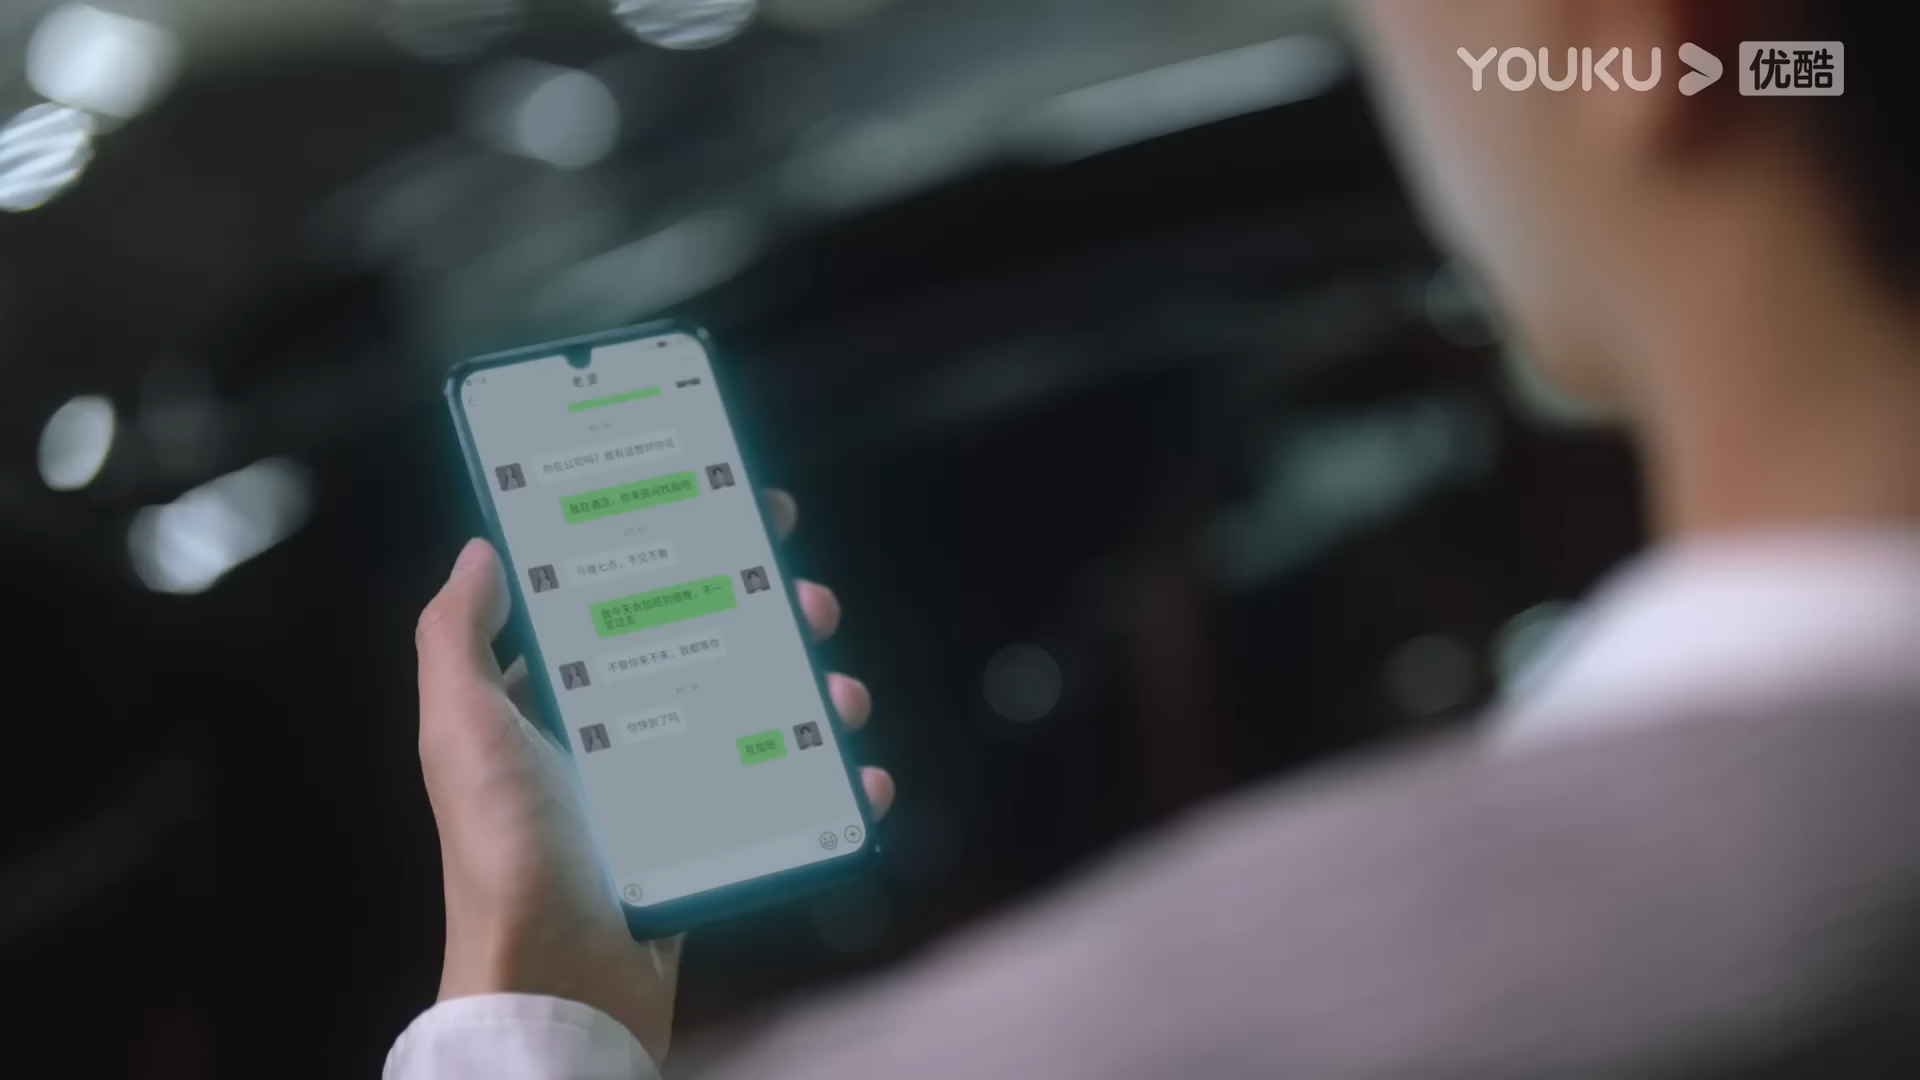 YOUKU 优酷
老婆
你在公司吗？我有话想对你说
我在酒店，你来房间找我吧
今晚七点，不见不散
我今天会加班到很晚，不一
定过去
不管你来不来，我都等你
你快到了吗
在加班